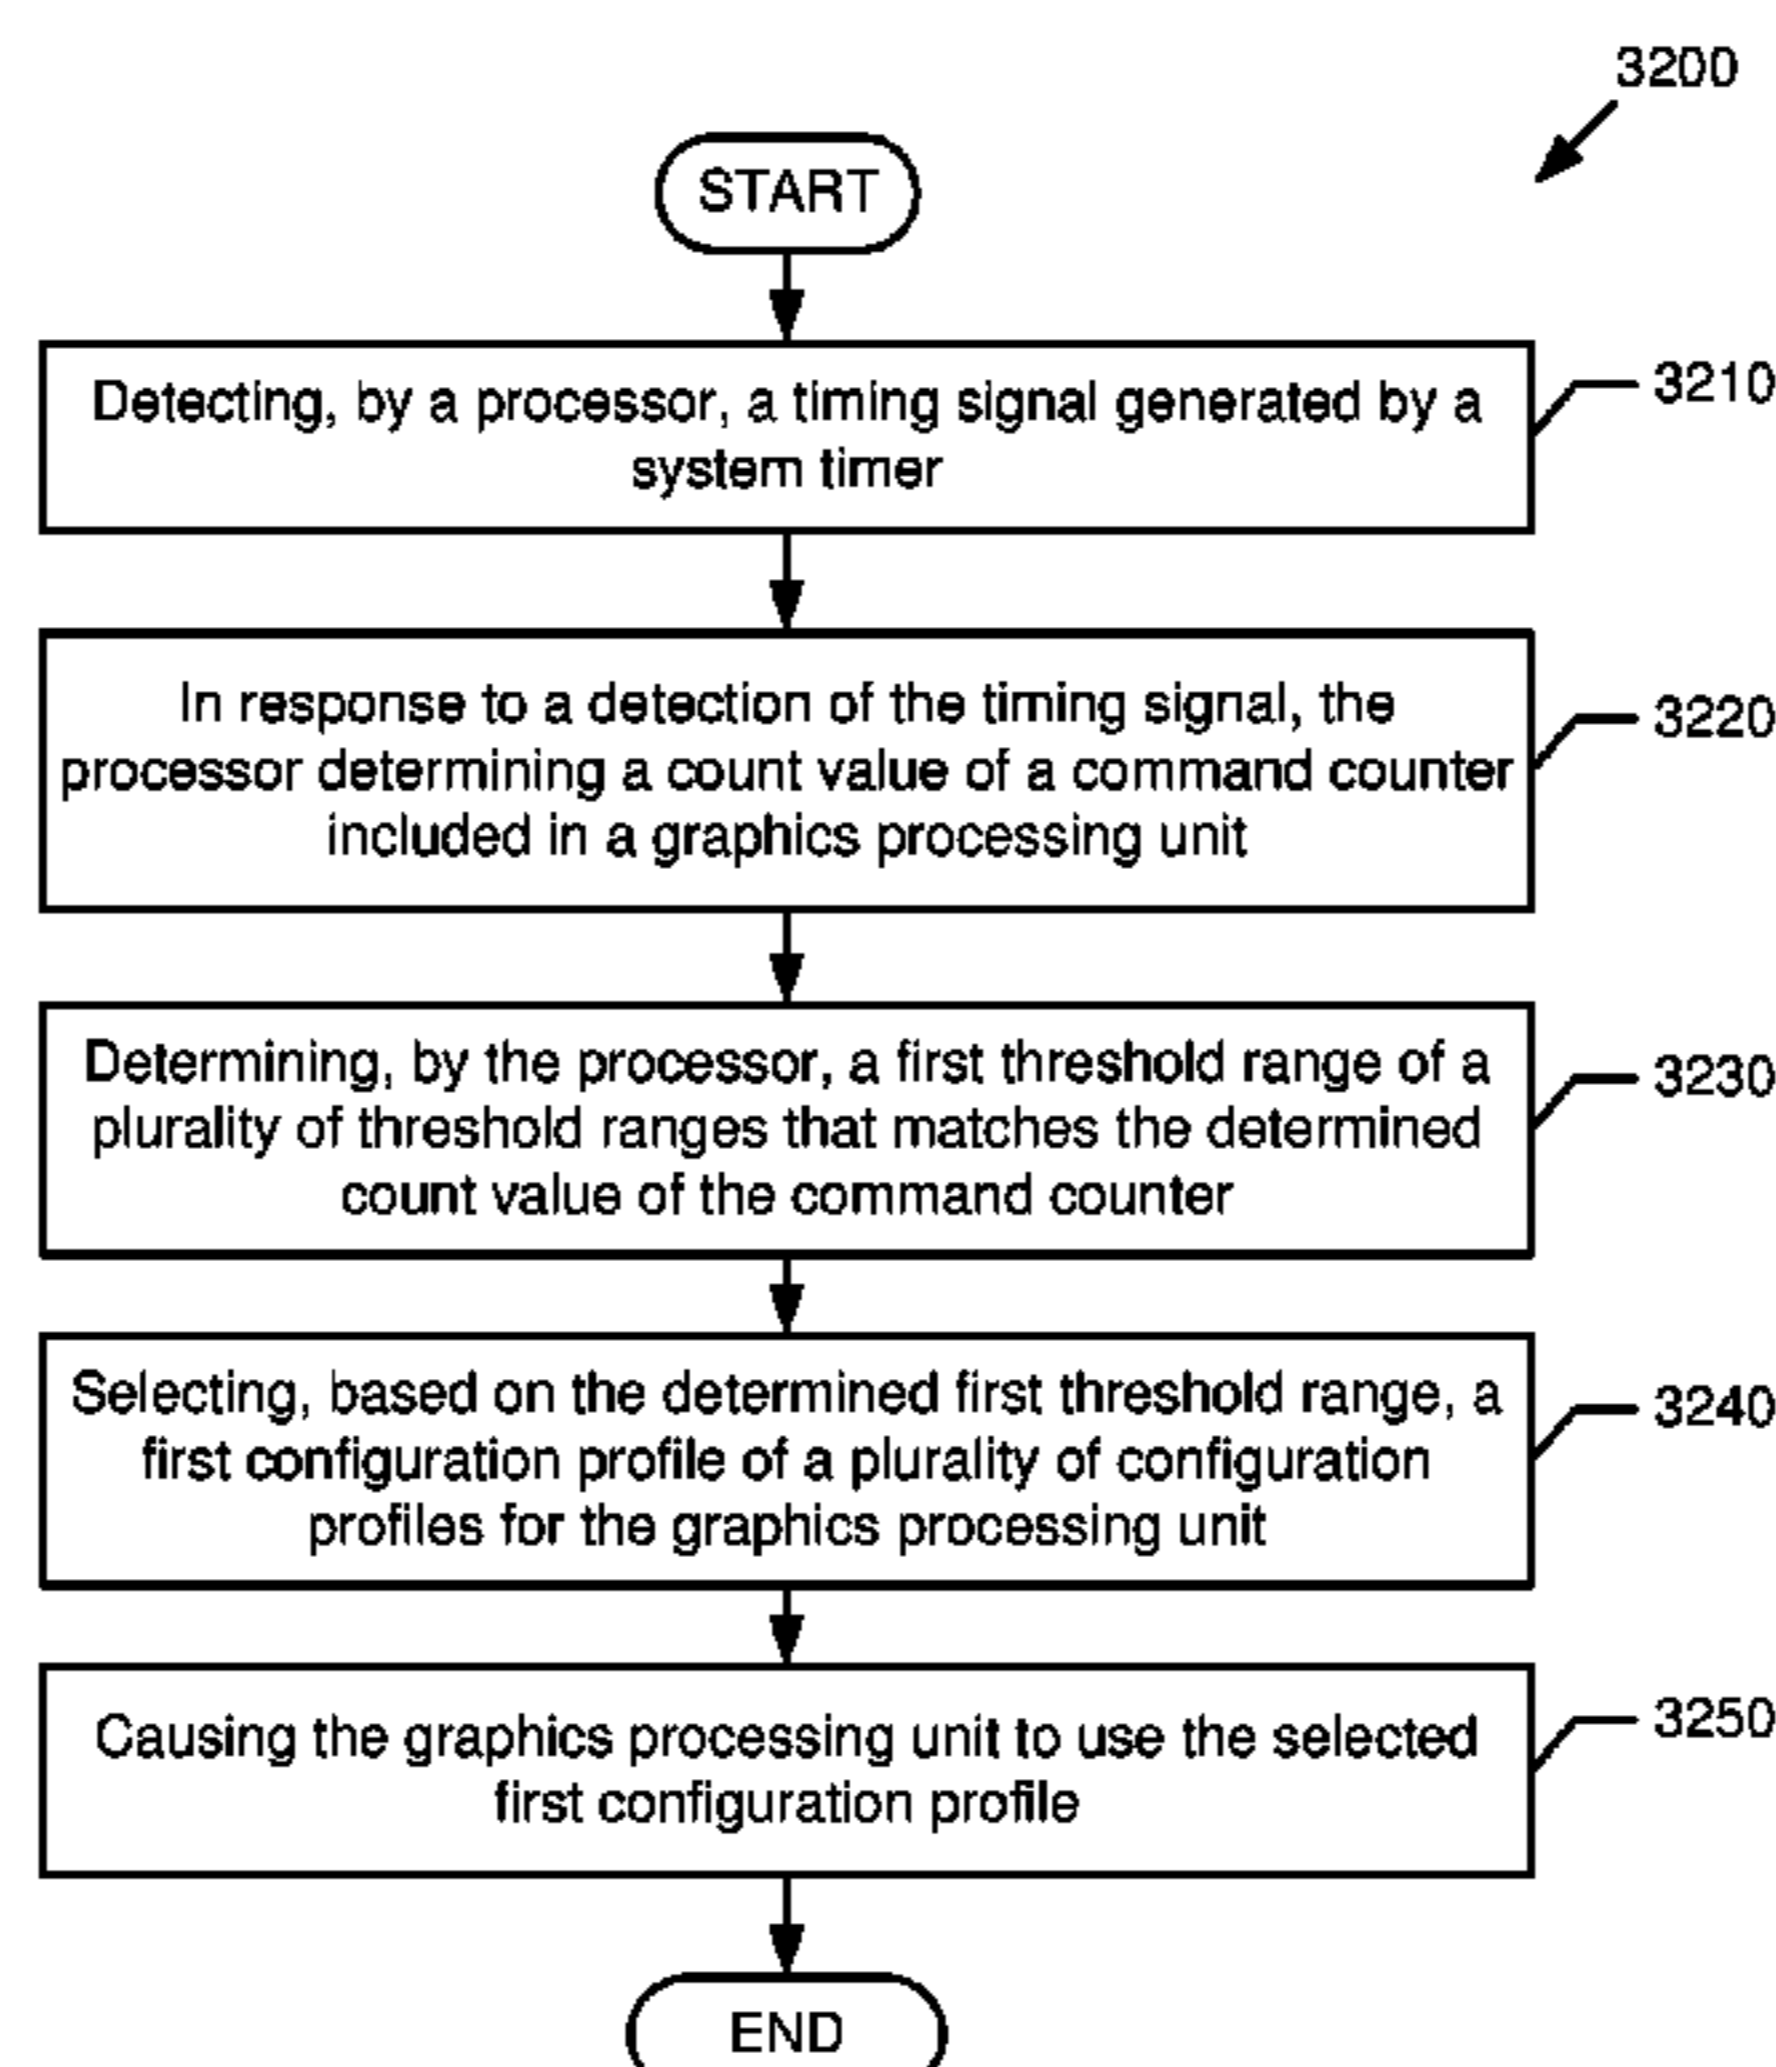 3200
START
Detecting, by a processor, a timing signal generated by a
system timer
3210
In response to a detection of the timing signal, the
processor determining a count value of a command counter
included in a graphics processing unit
3220
Determining, by the processor, a first threshold range of a
plurality of threshold ranges that matches the determined
count value of the command counter
3230
Selecting, based on the determined first threshold range, a
first configuration profile of a plurality of configuration
profiles for the graphics processing unit
3240
Causing the graphics processing unit to use the selected
first configuration profile
3250
END